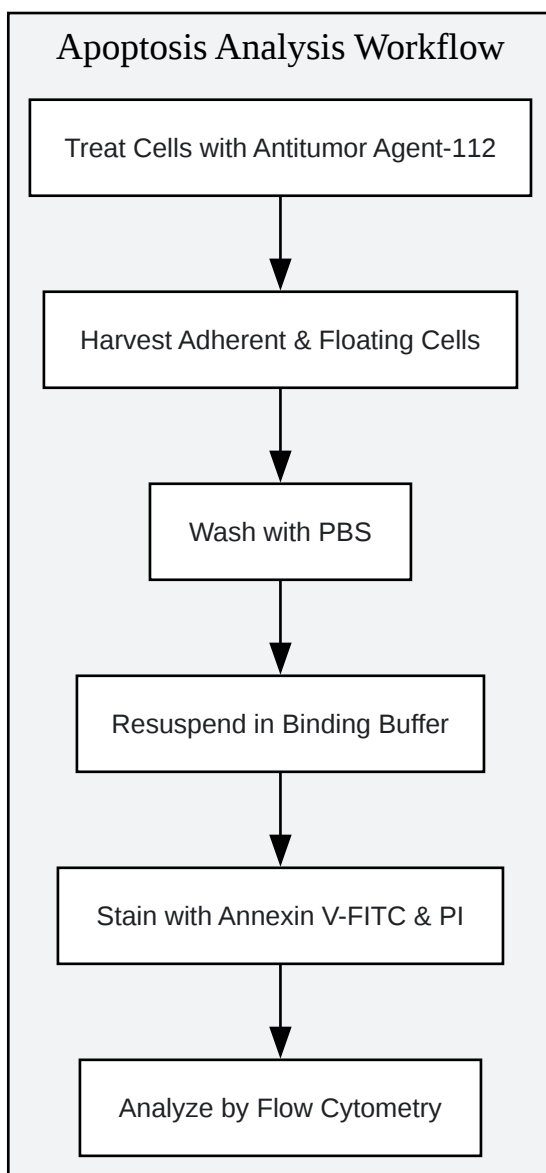 Apoptosis Analysis Workflow
Treat Cells with Antitumor Agent-112
Harvest Adherent & Floating Cells
Wash with PBS
Resuspend in Binding Buffer
Stain with Annexin V-FITC & PI
Analyze by Flow Cytometry